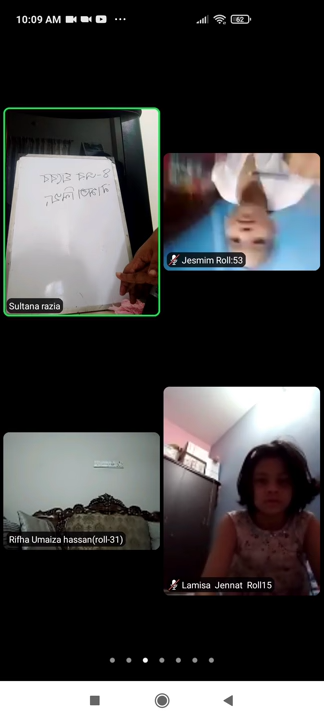 10:09 AM
62
Sultana razia
Jesmim Roll:53
Rifha Umaiza hassan(roll-31)
Lamisa Jennat Roll15